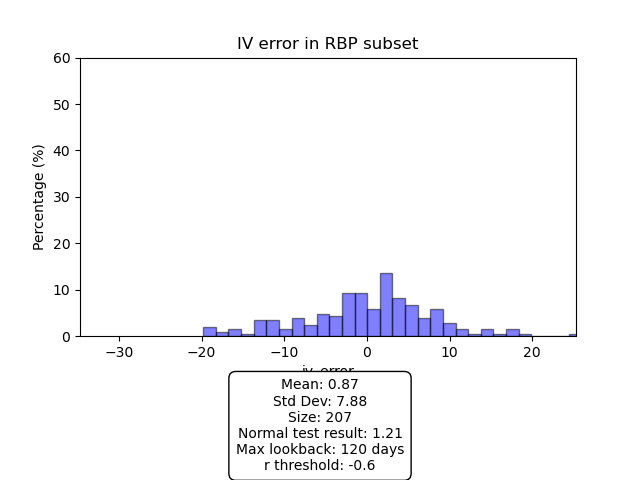 IV error in RBP subset
Percentage (%)
60
50
40
30
20
10
0
−30
−20
−10
0
10
20
iv_error
Mean: 0.87
Std Dev: 7.88
Size: 207
Normal test result: 1.21
Max lookback: 120 days
r threshold: -0.6